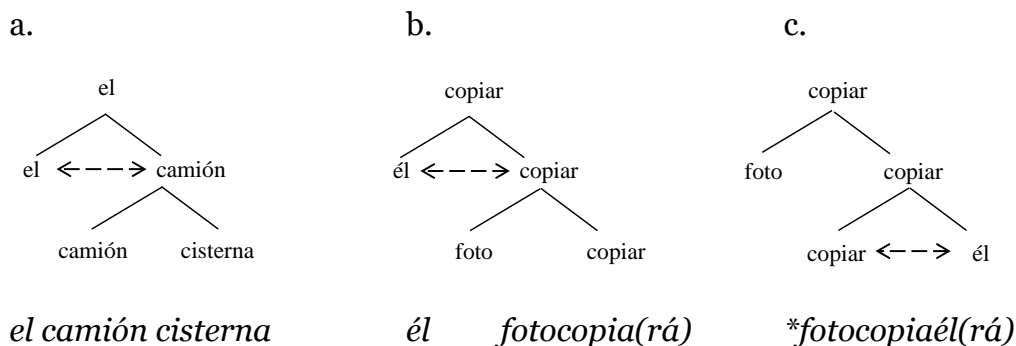 a. b. c.
el copiar copiar
el camión él copiar foto copiar
camión cisterna foto copiar copiar él
el camión cisterna él fotocopia(rá) *fotocopiaél(rá)